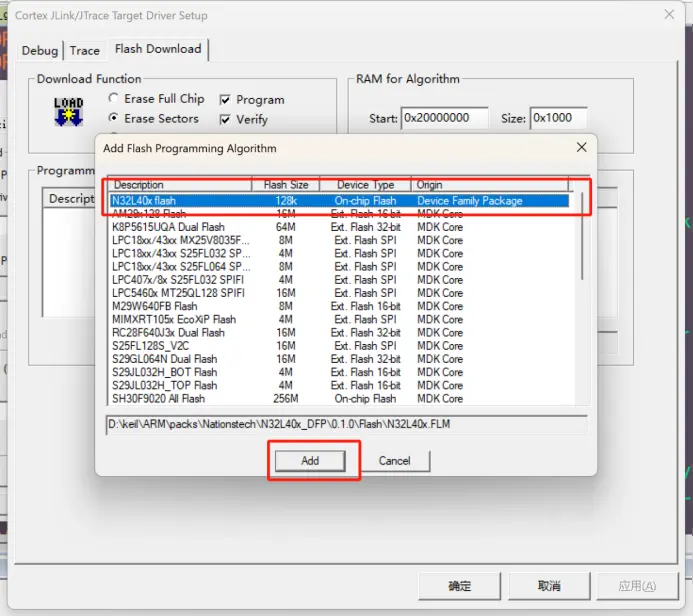 Cortex JLink/JTrace Target Driver Setup
Debug Trace Flash Download
Download Function RAM for Algorithm
LOAD Erase Full Chip Program
Erase Sectors Verify Start: 0x20000000 Size: 0x1000
Add Flash Programming Algorithm
Description Flash Size Device Type Origin
N32L40x flash 128k On-chip Flash Device Family Package
AM29x128 Flash 16M Ext. Flash 16-bit MDK Core
K8P5615UQA Dual Flash 64M Ext. Flash 32-bit MDK Core
LPC18xx/43xx MX25V8035F... 8M Ext. Flash SPI MDK Core
LPC18xx/43xx S25FL032 SP... 4M Ext. Flash SPI MDK Core
LPC18xx/43xx S25FL064 SP... 8M Ext. Flash SPI MDK Core
LPC407x/8x S25FL032 SPIFI 4M Ext. Flash SPI MDK Core
LPC5460x MT25QL128 SPIFI 16M Ext. Flash SPI MDK Core
M29W640FB Flash 8M Ext. Flash 16-bit MDK Core
MIMXRT105x EcoXiP Flash 4M Ext. Flash SPI MDK Core
RC28F640J3x Dual Flash 16M Ext. Flash 32-bit MDK Core
S25FL128S_V2C 16M Ext. Flash SPI MDK Core
S29GL064N Dual Flash 16M Ext. Flash 32-bit MDK Core
S29JL032H_BOT Flash 4M Ext. Flash 16-bit MDK Core
S29JL032H_TOP Flash 4M Ext. Flash 16-bit MDK Core
SH30F9020 All Flash 256M On-chip Flash MDK Core
D:\keil\ARM\packs\Nationstech\N32L40x_DFP\0.1.0\Flash\N32L40x.FLM
Add Cancel
Programm
Descript
确定 取消 应用(A)